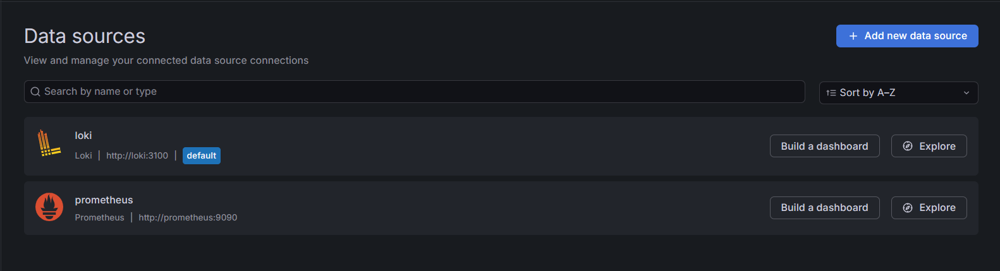 Data sources
Add new data source
View and manage your connected data source connections
Search by name or type
Sort by A–Z
loki
Loki | http://loki:3100 | default
Build a dashboard
Explore
prometheus
Prometheus | http://prometheus:9090
Build a dashboard
Explore